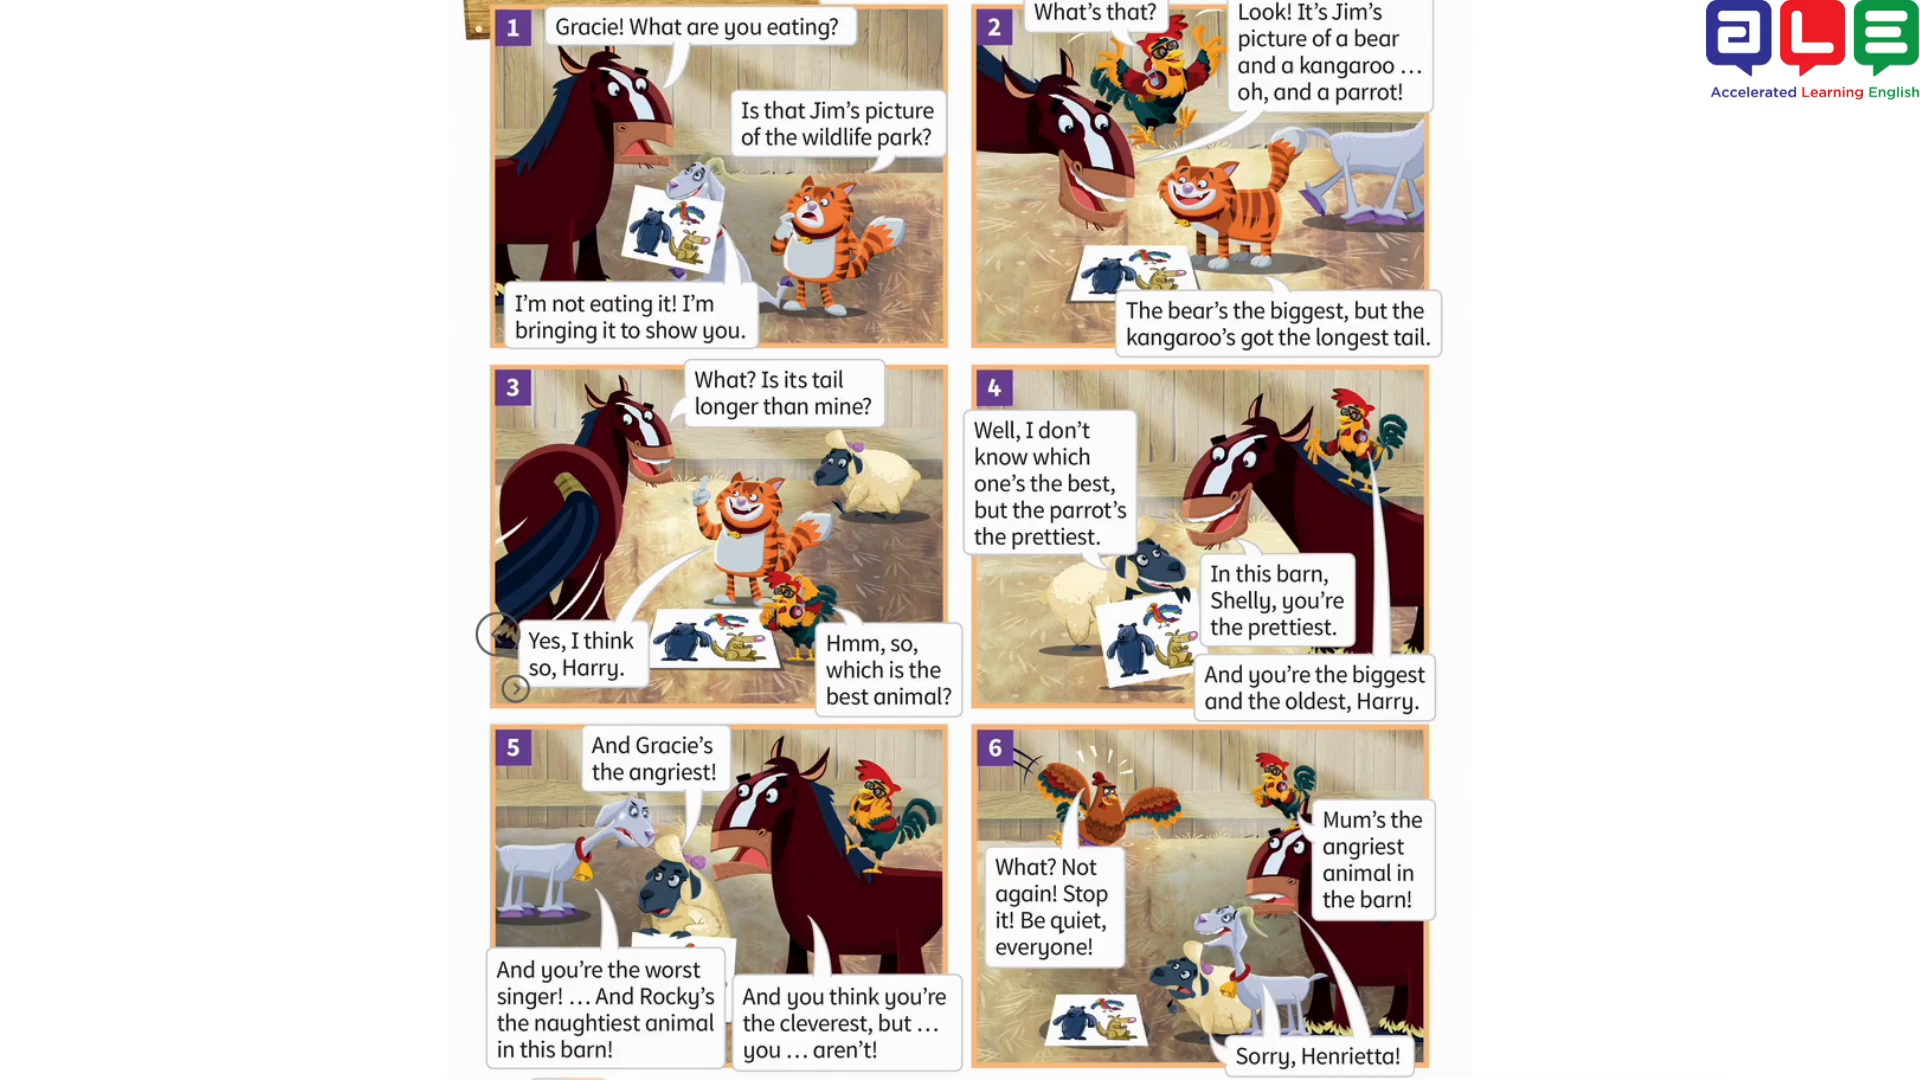 1
Gracie! What are you eating?
Is that Jim's picture
of the wildlife park?
I'm not eating it! I'm
bringing it to show you.
2
What's that?
Look! It's Jim's
picture of a bear
and a kangaroo ...
oh, and a parrot!
The bear's the biggest, but the
kangaroo's got the longest tail.
3
What? Is its tail
longer than mine?
Yes, I think
so, Harry.
Hmm, so,
which is the
best animal?
4
Well, I don't
know which
one's the best,
but the parrot's
the prettiest.
In this barn,
Shelly, you're
the prettiest.
And you're the biggest
and the oldest, Harry.
5
And Gracie's
the angriest!
And you're the worst
singer! ... And Rocky's
the naughtiest animal
in this barn!
And you think you're
the cleverest, but ...
you ... aren't!
6
What? Not
again! Stop
it! Be quiet,
everyone!
Mum's the
angriest
animal in
the barn!
Sorry, Henrietta!
aLE
Accelerated Learning English